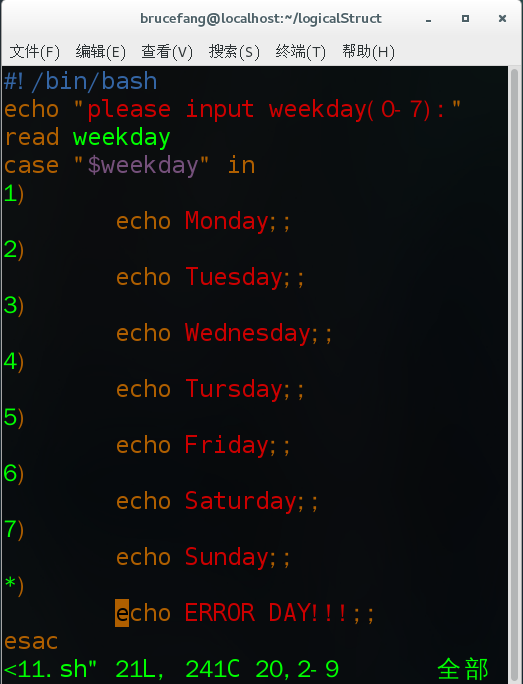 brucefang@localhost:~/logicalStruct
文件(F) 编辑(E) 查看(V) 搜索(S) 终端(T) 帮助(H)
#!/bin/bash
echo "please input weekday(0-7):"
read weekday
case "$weekday" in
1)
echo Monday;;
2)
echo Tuesday;;
3)
echo Wednesday;;
4)
echo Tursday;;
5)
echo Friday;;
6)
echo Saturday;;
7)
echo Sunday;;
*)
echo ERROR DAY!!!;;
esac
<11.sh" 21L, 241C 20,2-9 全部